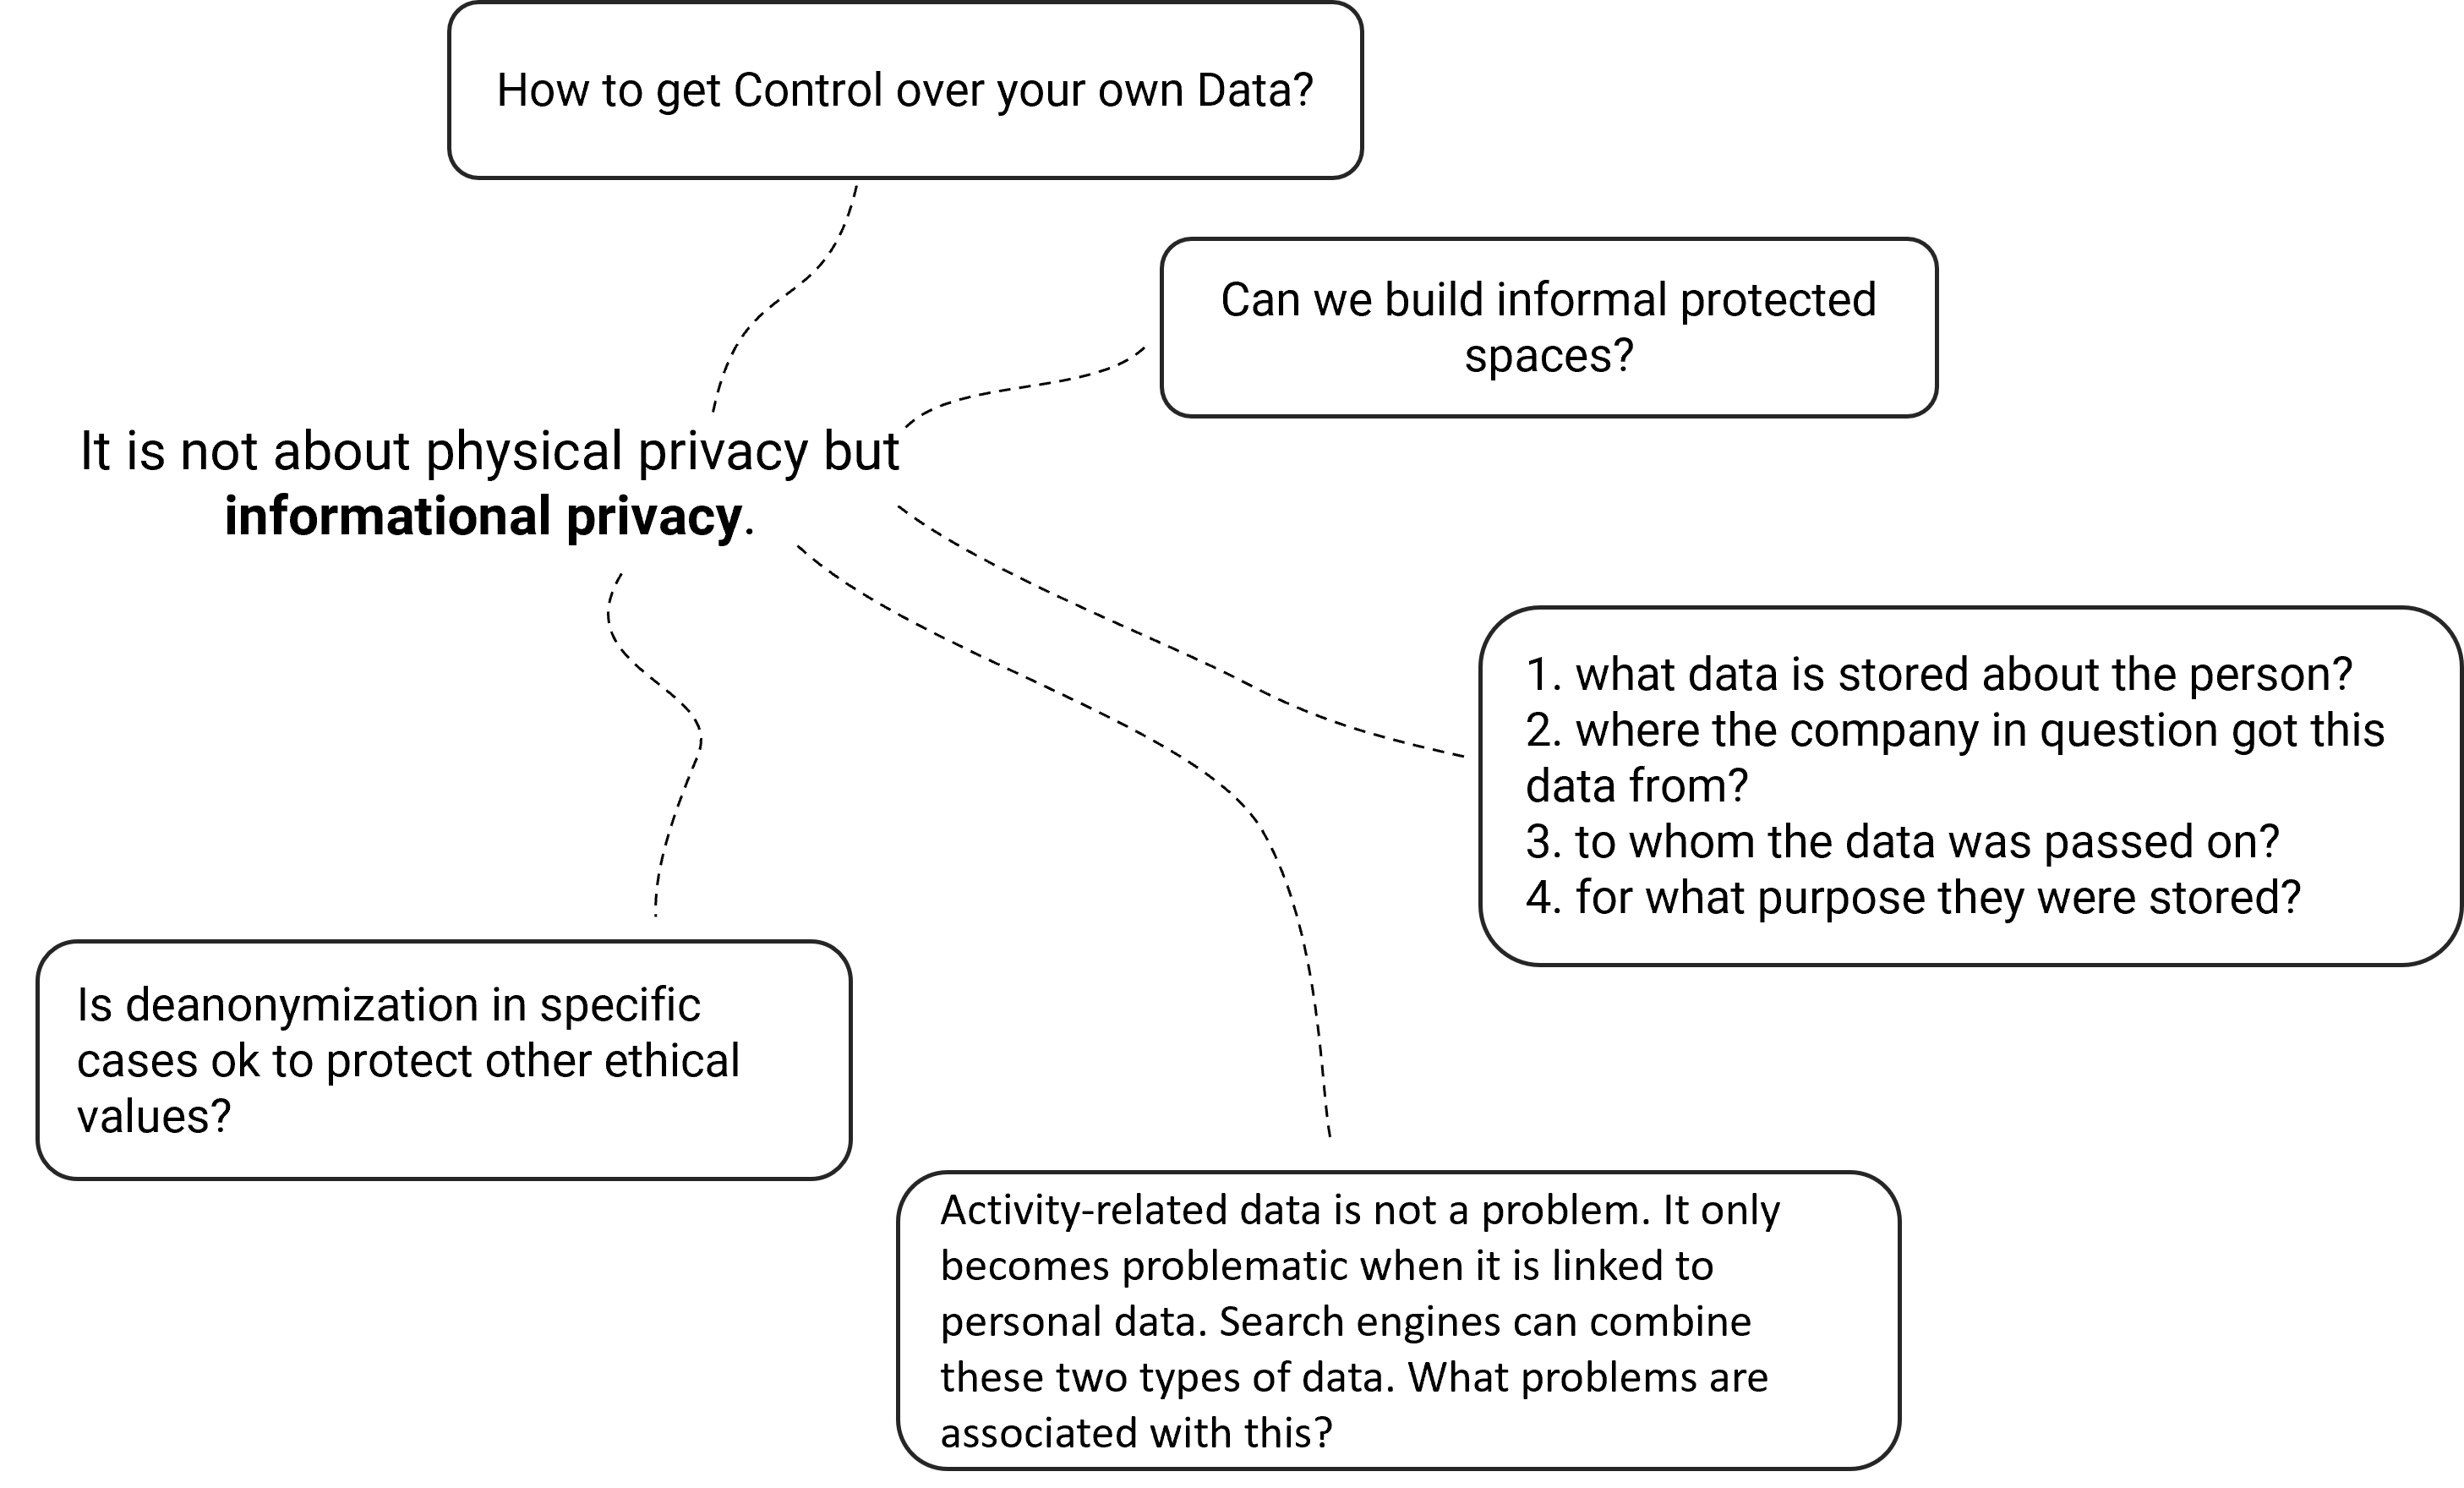 How to get Control over your own Data?
Can we build informal protected
spaces?
It is not about physical privacy but
informational privacy.
1. what data is stored about the person?
2. where the company in question got this
data from?
3. to whom the data was passed on?
4. for what purpose they were stored?
Is deanonymization in specific
cases ok to protect other ethical
values?
Activity-related data is not a problem. It only
becomes problematic when it is linked to
personal data. Search engines can combine
these two types of data. What problems are
associated with this?